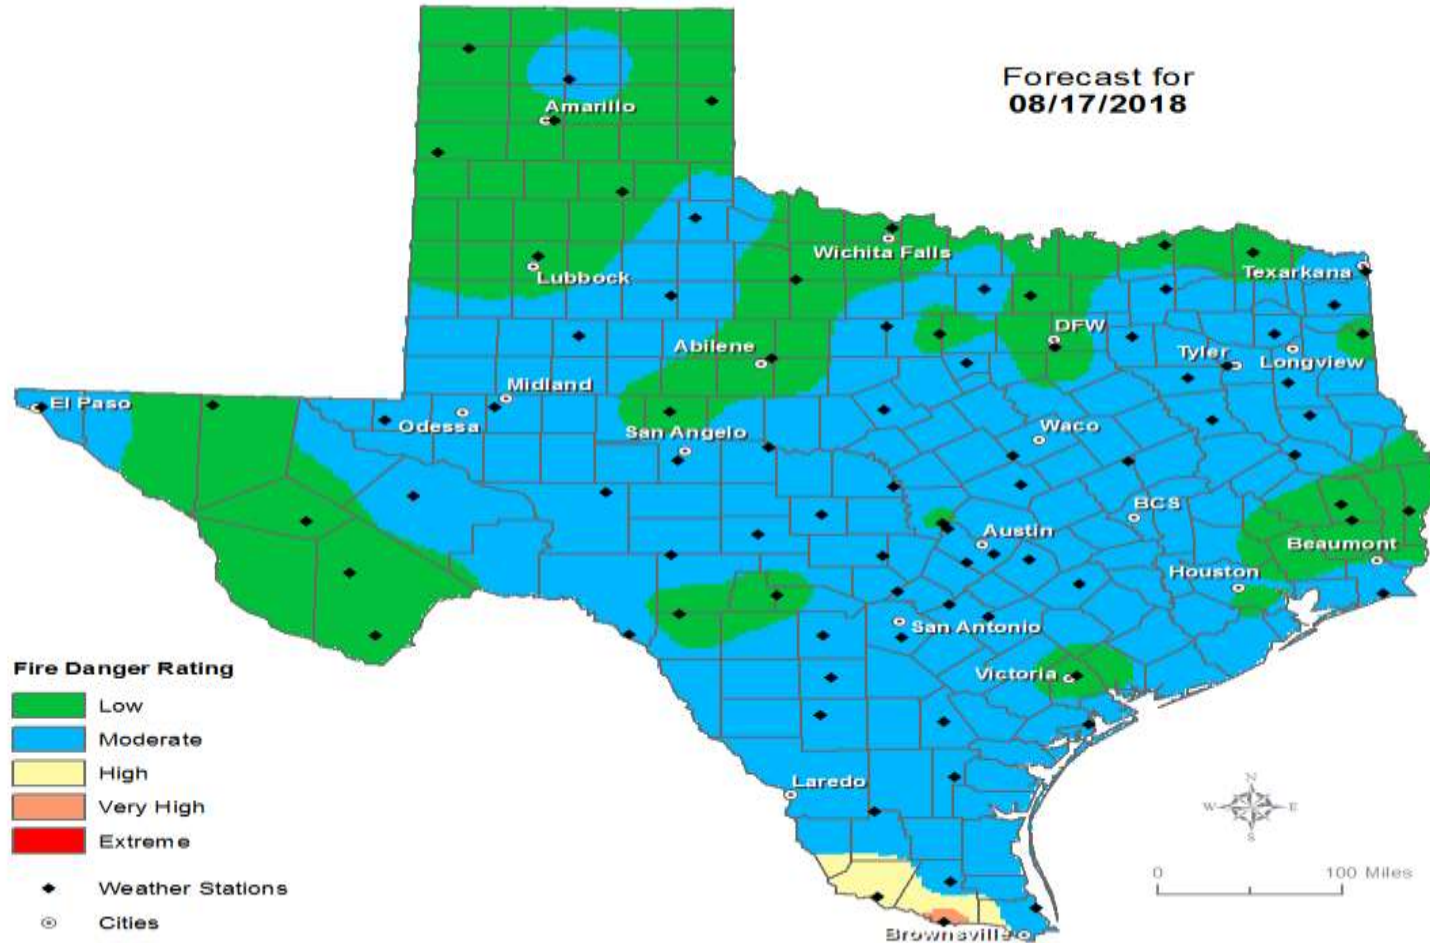 Forecast for
08/17/2018
Amarillo
Wichita Falls
Lubbock
Texarkana
DFW
Abilene
Tyler
Longview
Midland
El Paso
Odessa
San Angelo
Waco
BCS
Austin
Beaumont
Houston
San Antonio
Victoria
Laredo
Brownsville
Fire Danger Rating
Low
Moderate
High
Very High
Extreme
Weather Stations
Cities
N
W E
S
0 100 Miles